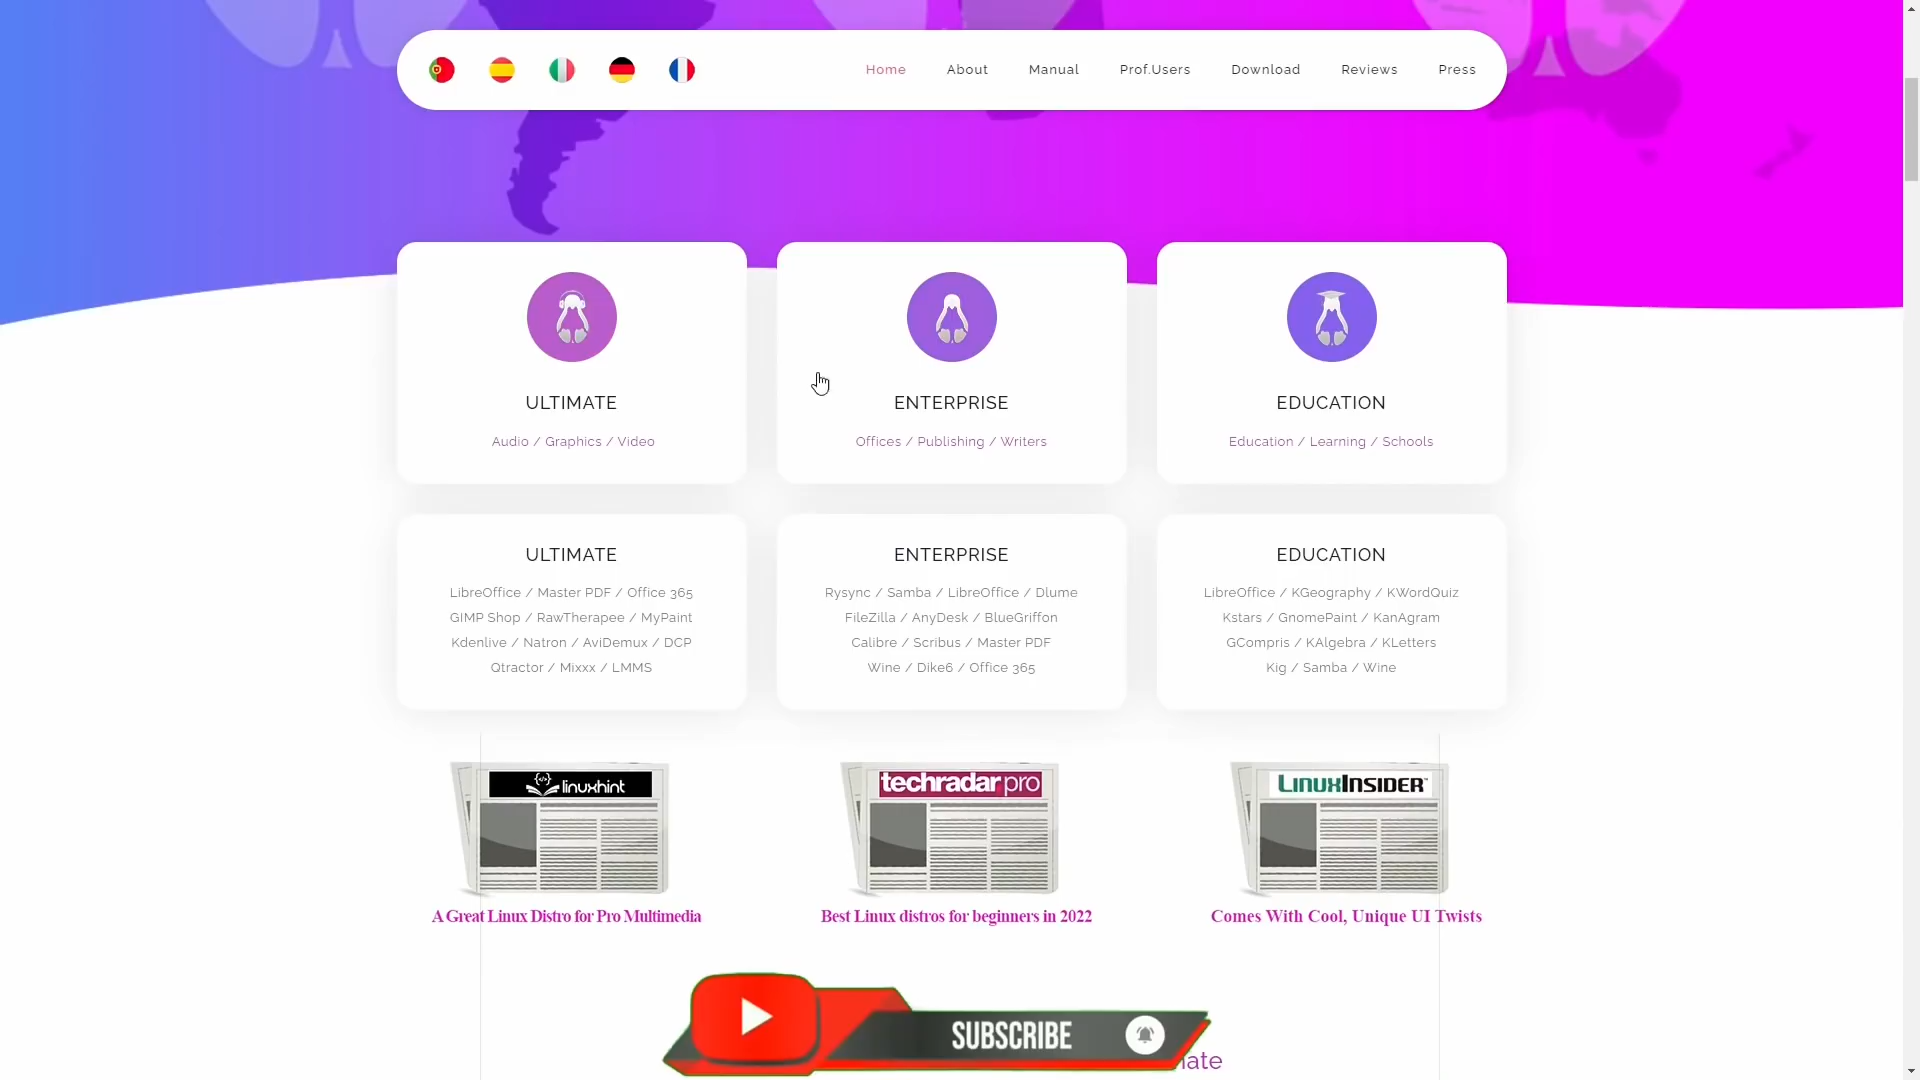 Home About Manual Prof.Users Download Reviews Press
ULTIMATE
Audio / Graphics / Video
ENTERPRISE
Offices / Publishing / Writers
EDUCATION
Education / Learning / Schools
ULTIMATE
LibreOffice / Master PDF / Office 365
GIMP Shop / RawTherapee / MyPaint
Kdenlive / Natron / AviDemux / DCP
Qtractor / Mixxx / LMMS
ENTERPRISE
Rysync / Samba / LibreOffice / Dlume
FileZilla / AnyDesk / BlueGriffon
Calibre / Scribus / Master PDF
Wine / Dike6 / Office 365
EDUCATION
LibreOffice / KGeography / KWordQuiz
Kstars / GnomePaint / KanAgram
GCompris / KAlgebra / KLetters
Kig / Samba / Wine
linuxhint
A Great Linux Distro for Pro Multimedia
techradar pro
Best Linux distros for beginners in 2022
LinuxInsider™
Comes With Cool, Unique UI Twists
SUBSCRIBE